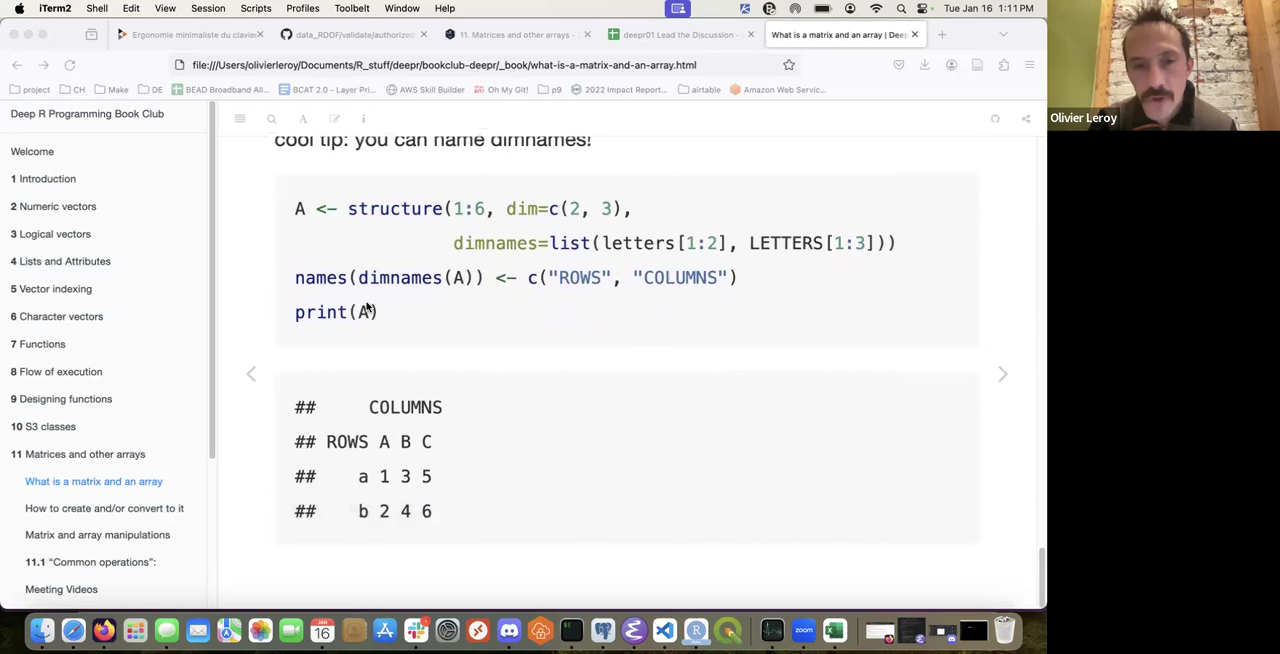 iTerm2 Shell Edit View Session Scripts Profiles Toolbelt Window Help Tue Jan 16 1:11 PM
Ergonomie minimaliste du clavier
data_RDOF/validate/authorized
11. Matrices and other arrays -
deepr01 Lead the Discussion -
What is a matrix and an array | Deep
file:///Users/olivierleroy/Documents/R_stuff/deepr/bookclub-deepr/_book/what-is-a-matrix-and-an-array.html
project CH Make DE BEAD Broadband All... BCAT 2.0 - Layer Pri... AWS Skill Builder Oh My Git! p9 2022 Impact Report... airtable Amazon Web Servic...
Olivier Leroy
Deep R Programming Book Club
Welcome
1 Introduction
2 Numeric vectors
3 Logical vectors
4 Lists and Attributes
5 Vector indexing
6 Character vectors
7 Functions
8 Flow of execution
9 Designing functions
10 S3 classes
11 Matrices and other arrays
What is a matrix and an array
How to create and/or convert to it
Matrix and array manipulations
11.1 “Common operations”:
Meeting Videos
cool tip: you can name dimnames!
A <- structure(1:6, dim=c(2, 3),
dimnames=list(letters[1:2], LETTERS[1:3]))
names(dimnames(A)) <- c("ROWS", "COLUMNS")
print(A)
## COLUMNS
## ROWS A B C
## a 1 3 5
## b 2 4 6
JAN
16
zoom